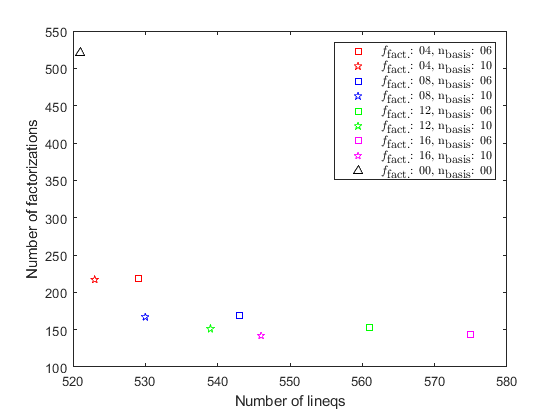 550
500
450
400
350
300
250
200
150
100
520
530
540
550
560
570
580
Number of factorizations
Number of lineqs
f_fact.: 04, n_basis: 06
f_fact.: 04, n_basis: 10
f_fact.: 08, n_basis: 06
f_fact.: 08, n_basis: 10
f_fact.: 12, n_basis: 06
f_fact.: 12, n_basis: 10
f_fact.: 16, n_basis: 06
f_fact.: 16, n_basis: 10
f_fact.: 00, n_basis: 00